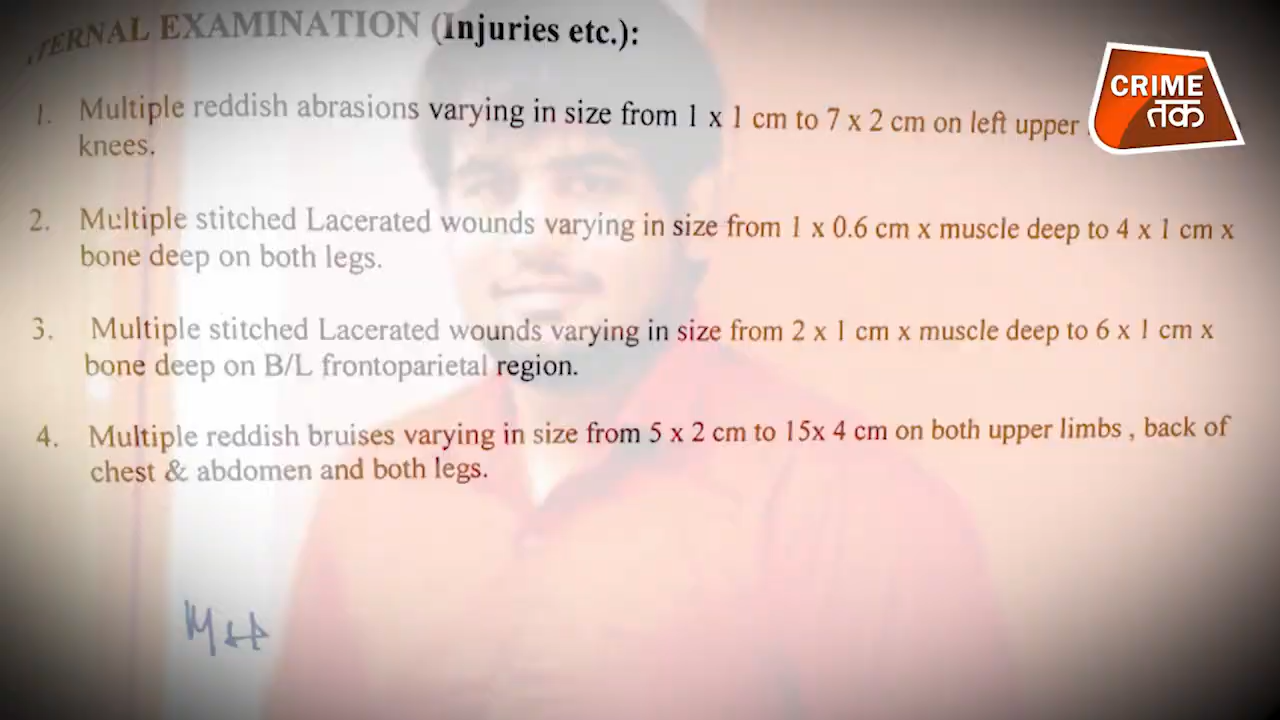 TERNAL EXAMINATION (Injuries etc.):
CRIME
तक
1. Multiple reddish abrasions varying in size from 1 x 1 cm to 7 x 2 cm on left upper
knees.
2. Multiple stitched Lacerated wounds varying in size from 1 x 0.6 cm x muscle deep to 4 x 1 cm x
bone deep on both legs.
3. Multiple stitched Lacerated wounds varying in size from 2 x 1 cm x muscle deep to 6 x 1 cm x
bone deep on B/L frontoparietal region.
4. Multiple reddish bruises varying in size from 5 x 2 cm to 15x 4 cm on both upper limbs , back of
chest & abdomen and both legs.